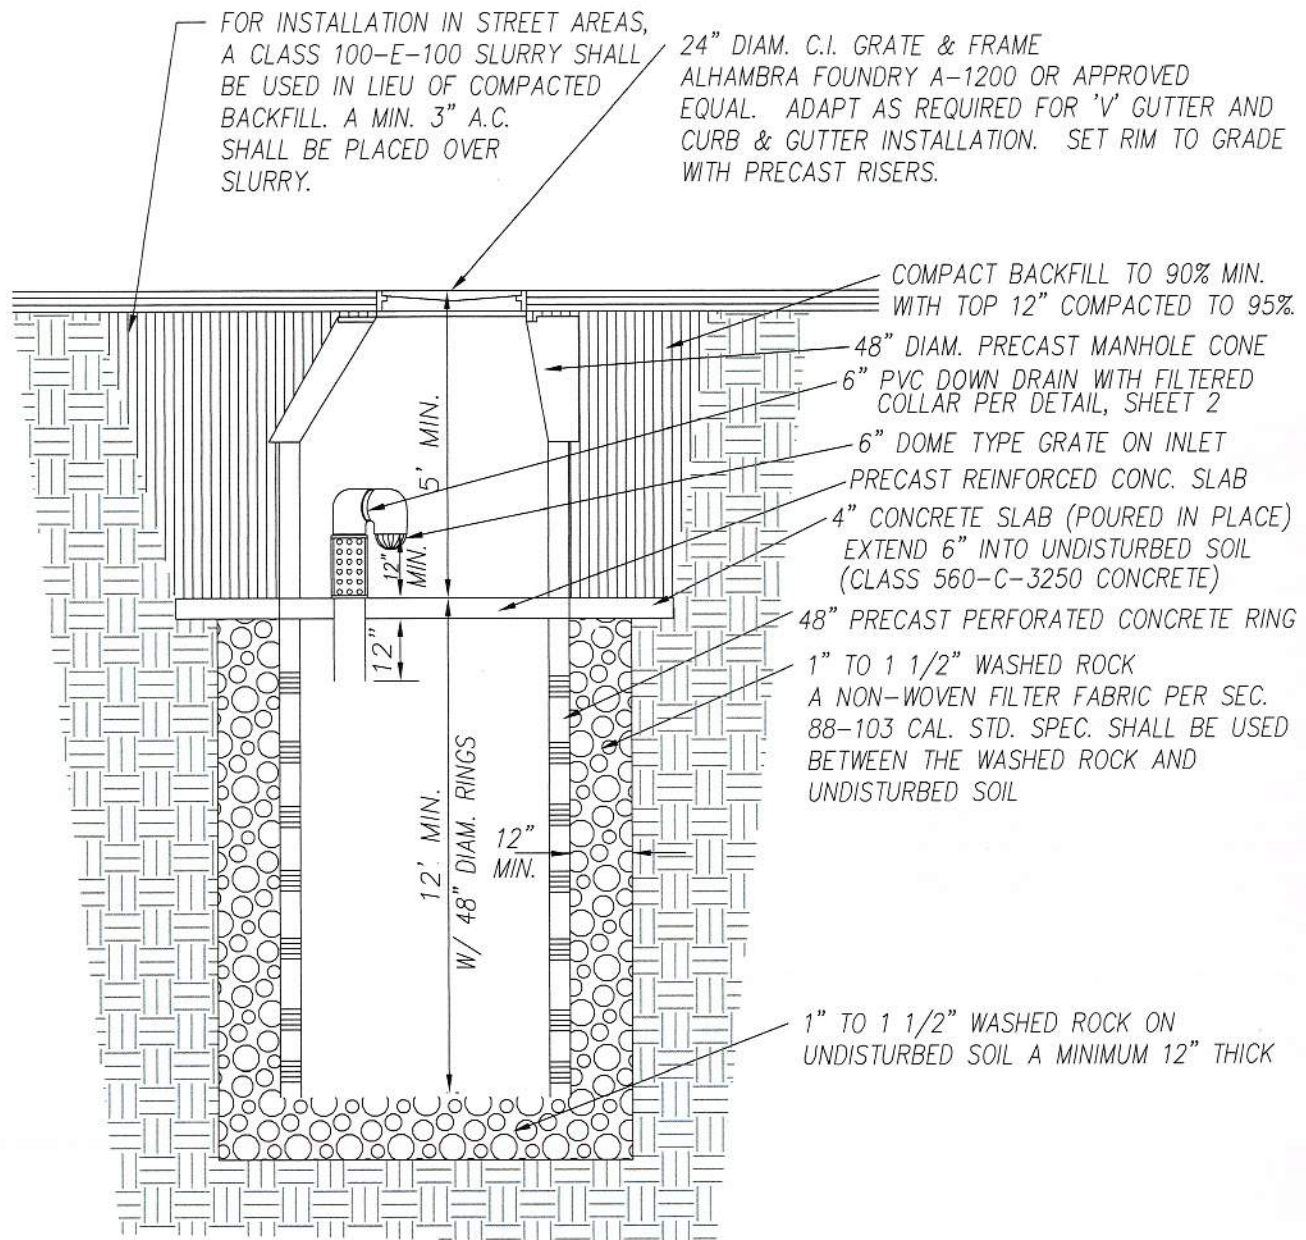 FOR INSTALLATION IN STREET AREAS,
A CLASS 100-E-100 SLURRY SHALL
BE USED IN LIEU OF COMPACTED
BACKFILL. A MIN. 3" A.C.
SHALL BE PLACED OVER
SLURRY.
24" DIAM. C.I. GRATE & FRAME
ALHAMBRA FOUNDRY A-1200 OR APPROVED
EQUAL. ADAPT AS REQUIRED FOR 'V' GUTTER AND
CURB & GUTTER INSTALLATION. SET RIM TO GRADE
WITH PRECAST RISERS.
COMPACT BACKFILL TO 90% MIN.
WITH TOP 12" COMPACTED TO 95%.
48" DIAM. PRECAST MANHOLE CONE
6" PVC DOWN DRAIN WITH FILTERED
COLLAR PER DETAIL, SHEET 2
6" DOME TYPE GRATE ON INLET
PRECAST REINFORCED CONC. SLAB
4" CONCRETE SLAB (POURED IN PLACE)
EXTEND 6" INTO UNDISTURBED SOIL
(CLASS 560-C-3250 CONCRETE)
48" PRECAST PERFORATED CONCRETE RING
1" TO 1 1/2" WASHED ROCK
A NON-WOVEN FILTER FABRIC PER SEC.
88-103 CAL. STD. SPEC. SHALL BE USED
BETWEEN THE WASHED ROCK AND
UNDISTURBED SOIL
1" TO 1 1/2" WASHED ROCK ON
UNDISTURBED SOIL A MINIMUM 12" THICK
5' MIN.
12"
MIN.
12"
12' MIN.
W/ 48" DIAM. RINGS
12"
MIN.